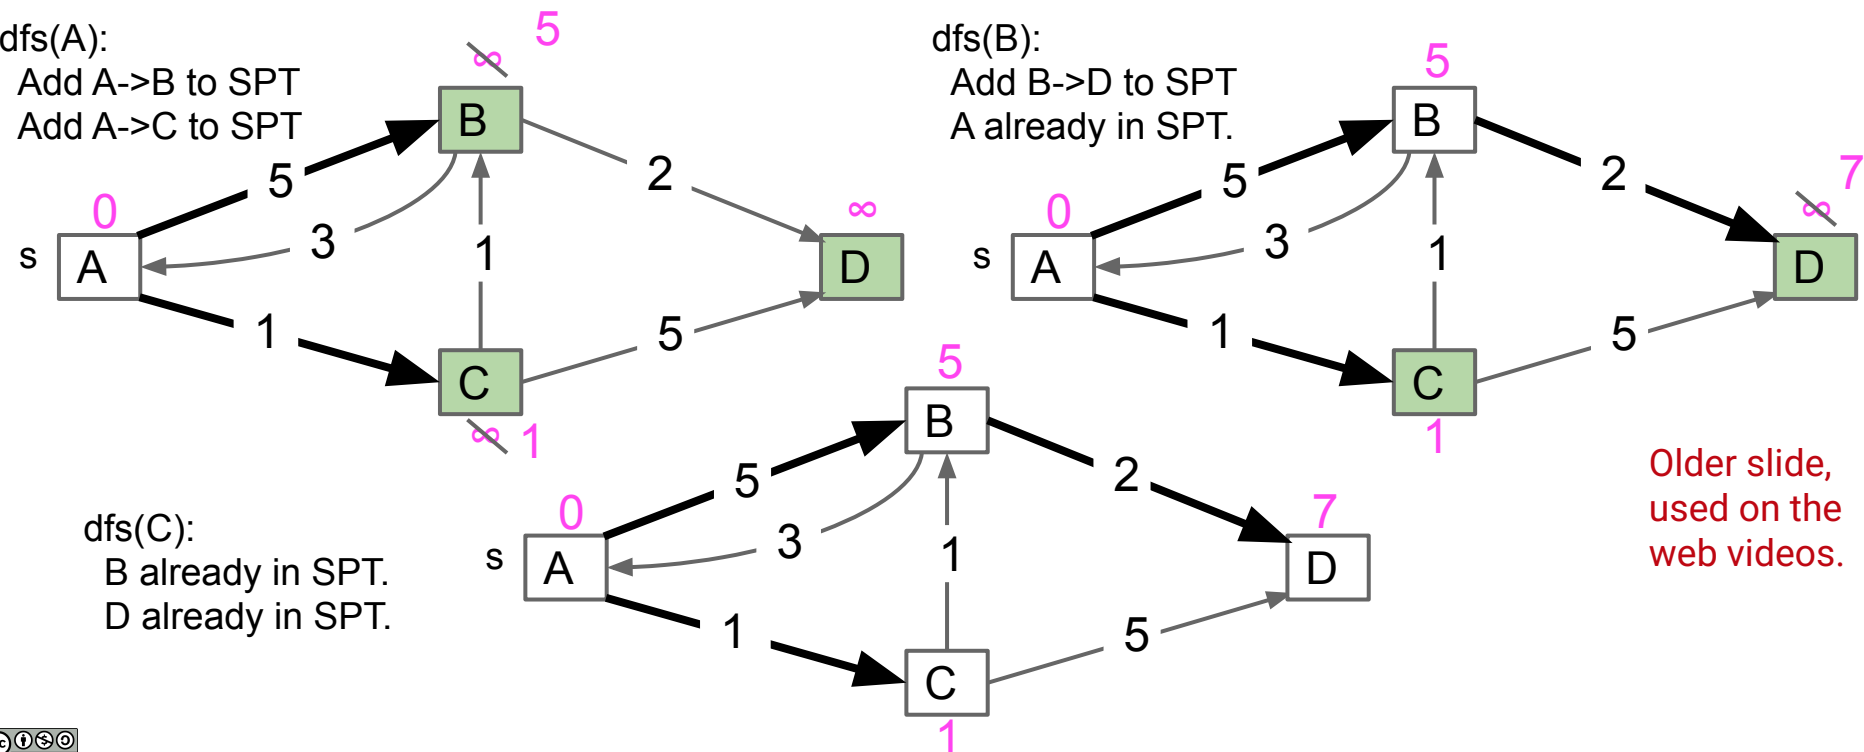 dfs(A):
Add A->B to SPT
Add A->C to SPT
∞ 5
B
5
2
0
3
1
∞
s
A
D
1
5
C
∞ 1
dfs(B):
Add B->D to SPT
A already in SPT.
5
B
5
2
7
0
3
1
∞
s
A
D
1
5
C
1
dfs(C):
B already in SPT.
D already in SPT.
5
B
5
2
0
3
1
7
s
A
D
1
5
C
1
Older slide,
used on the
web videos.